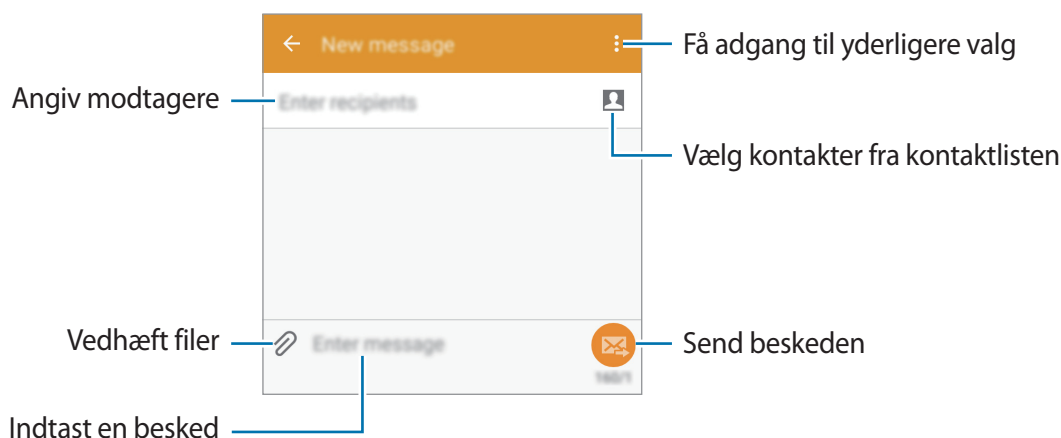 New message
Få adgang til yderligere valg
Angiv modtagere
Enter recipients
Vælg kontakter fra kontaktlisten
Vedhæft filer
Enter message
Send beskeden
160/1
Indtast en besked